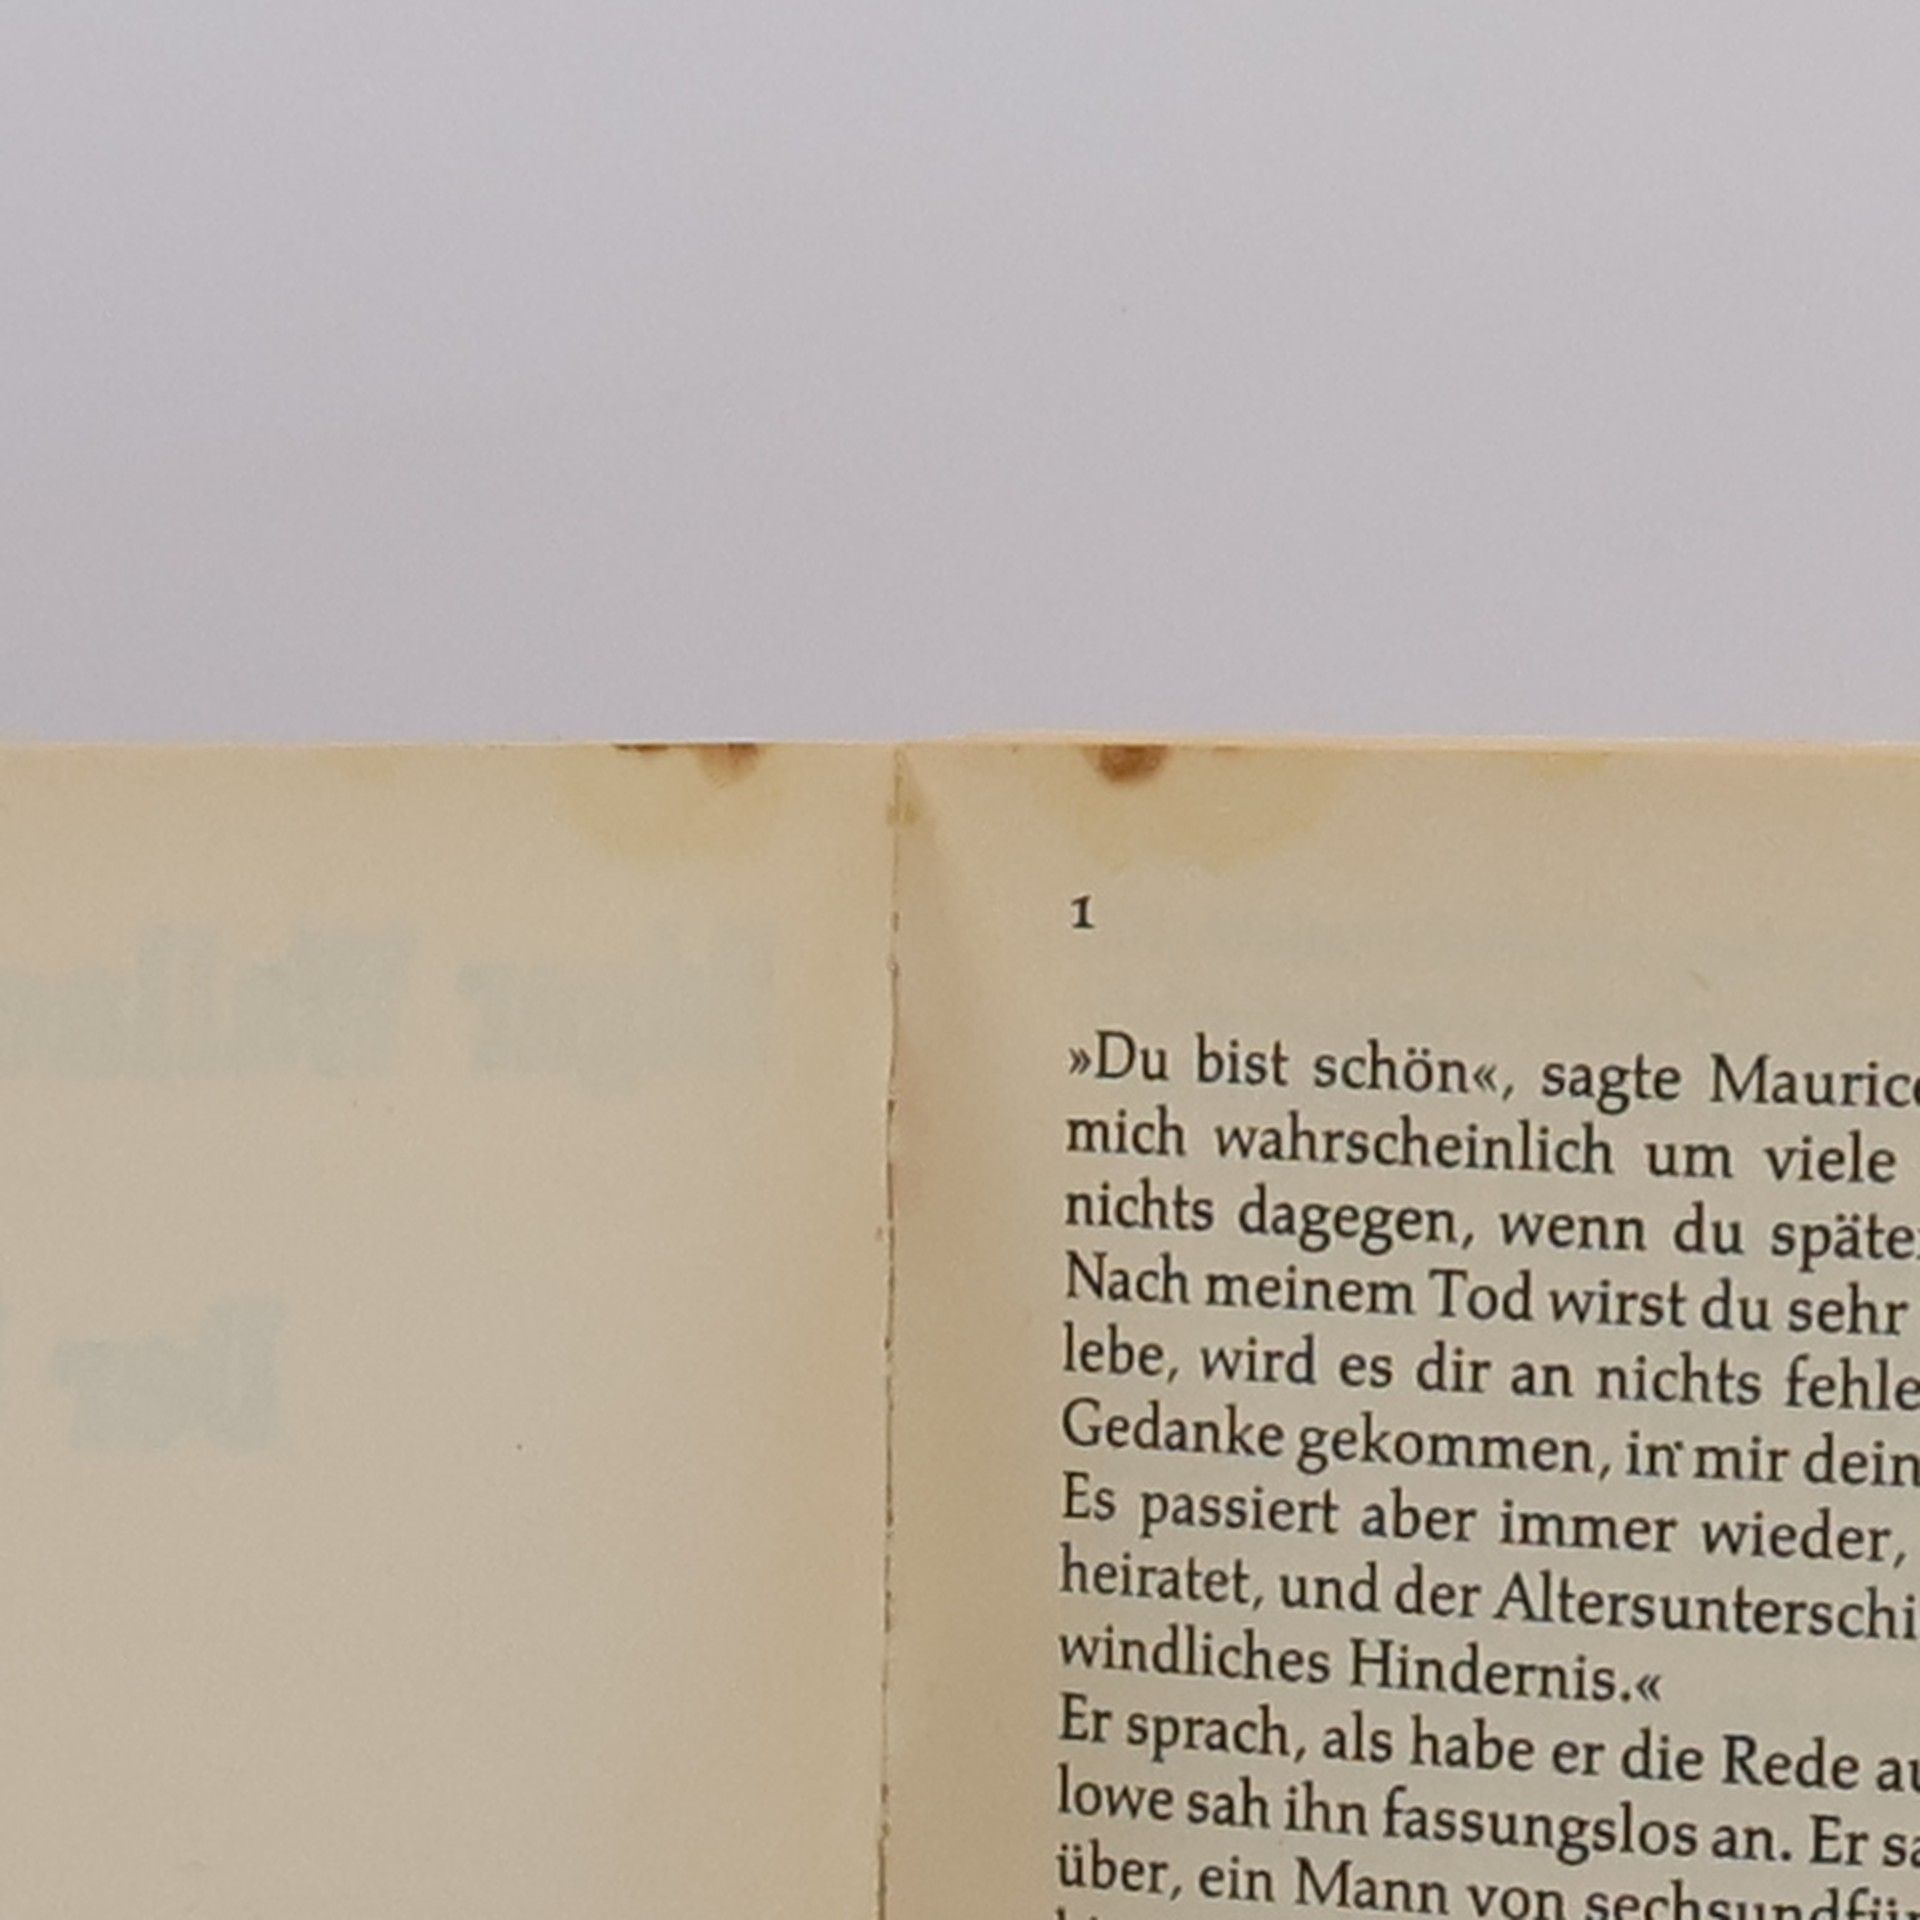 1
»Du bist schön«, sagte Maurice
mich wahrscheinlich um viele
nichts dagegen, wenn du später
Nach meinem Tod wirst du sehr
lebe, wird es dir an nichts fehle
Gedanke gekommen, in mir dein
Es passiert aber immer wieder,
heiratet, und der Altersunterschi
windliches Hindernis.«
Er sprach, als habe er die Rede au
lowe sah ihn fassungslos an. Er sa
über, ein Mann von sechsundfün